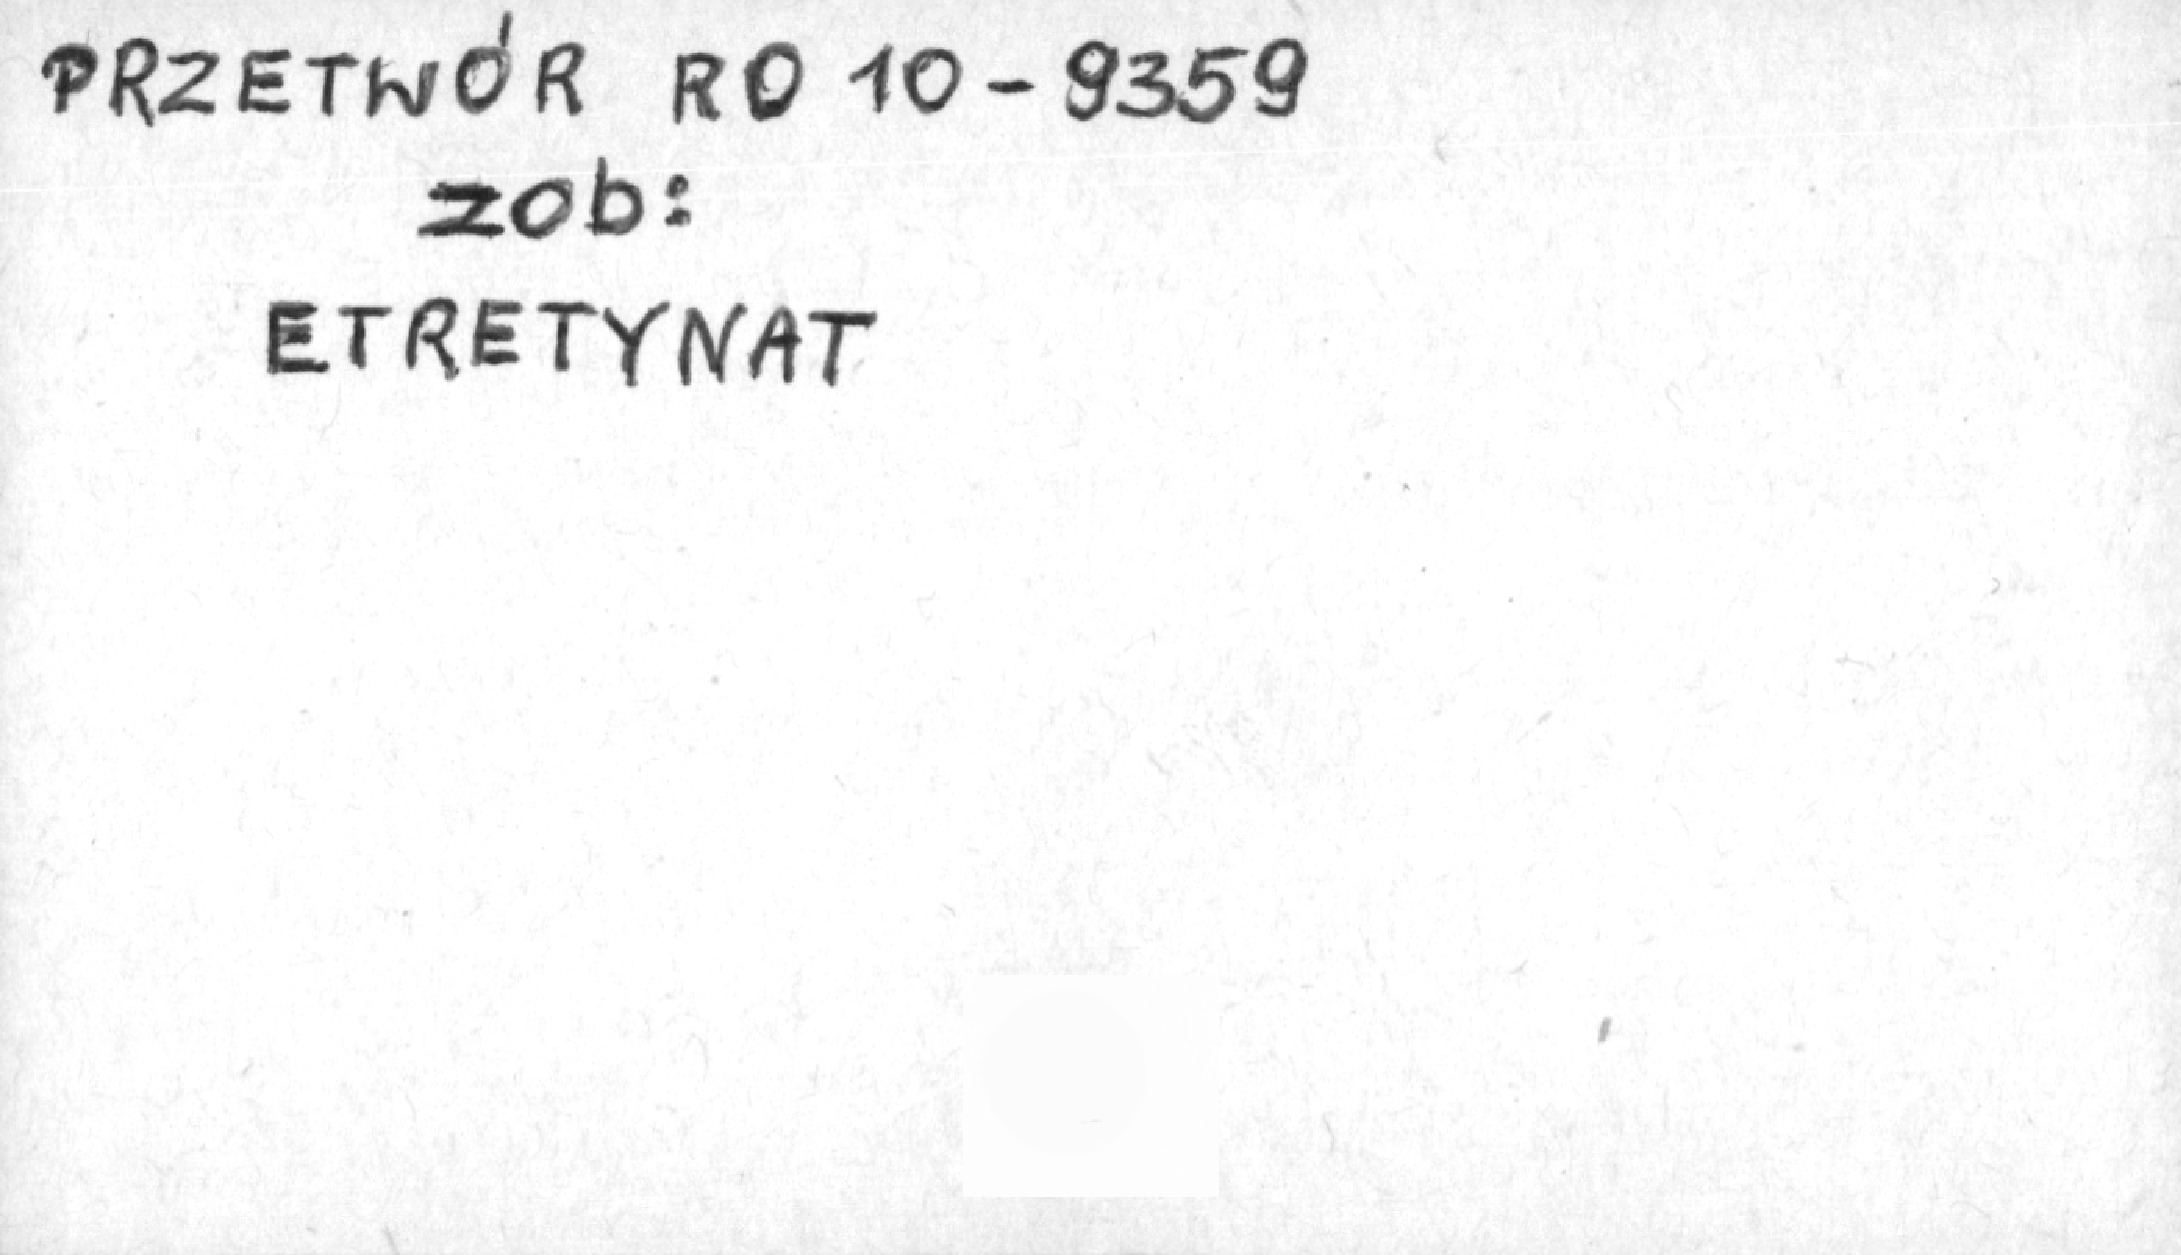 PRZETWÓR RO 10-9359
zob:
ETRETYNAT